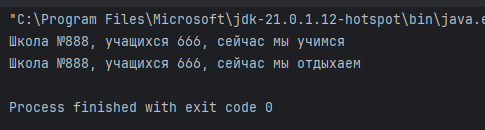 "C:\Program Files\Microsoft\jdk-21.0.1.12-hotspot\bin\java.e
Школа №888, учащихся 666, сейчас мы учимся
Школа №888, учащихся 666, сейчас мы отдыхаем
Process finished with exit code 0